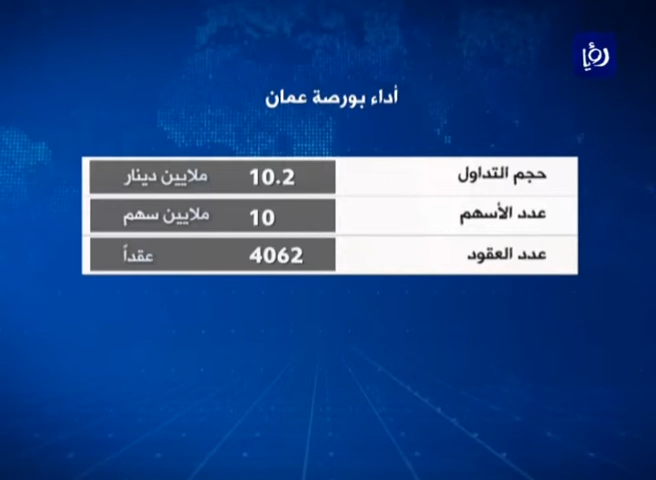 رؤيا
أداء بورصة عمان
حجم التداول 10.2 ملايين دينار
عدد الأسهم 10 ملايين سهم
عدد العقود 4062 عقداً